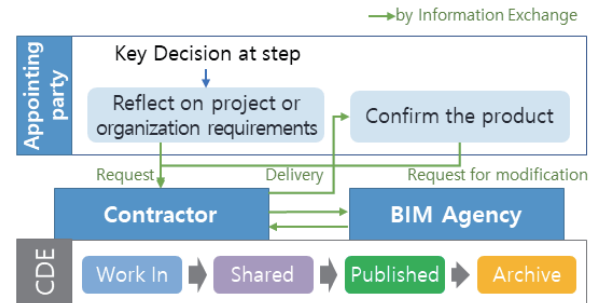 by Information Exchange
Appointing
party
Key Decision at step
Reflect on project or
organization requirements
Confirm the product
Request
Delivery
Request for modification
Contractor
BIM Agency
CDE
Work In
Shared
Published
Archive